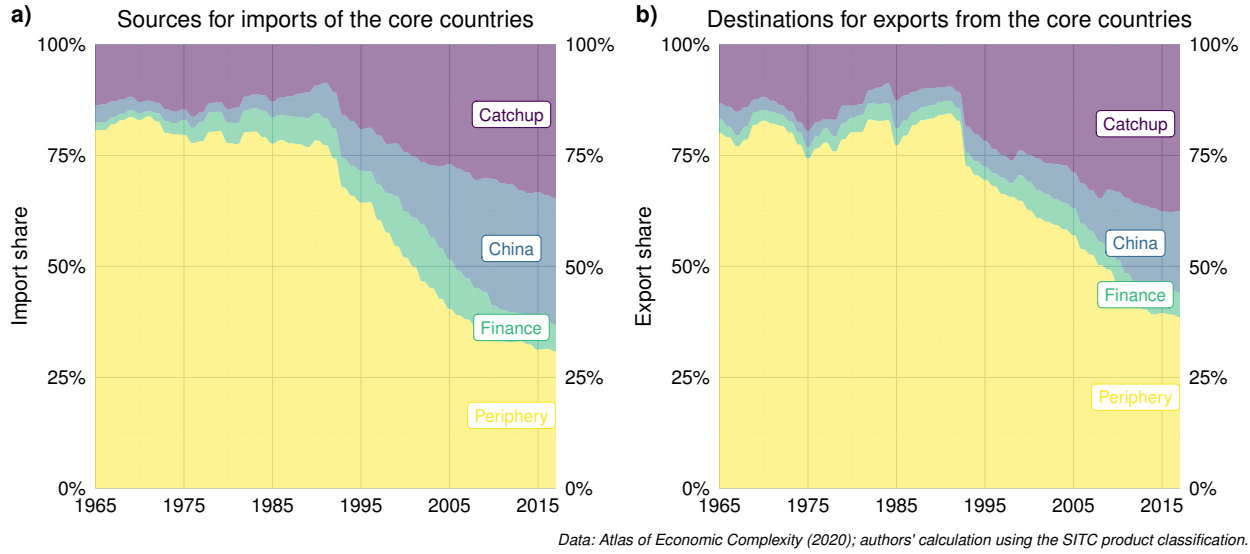 a)
Sources for imports of the core countries
Import share
100%
75%
50%
25%
0%
100%
75%
50%
25%
0%
Catchup
China
Finance
Periphery
1965
1975
1985
1995
2005
2015
b)
Destinations for exports from the core countries
Export share
100%
75%
50%
25%
0%
100%
75%
50%
25%
0%
Catchup
China
Finance
Periphery
1965
1975
1985
1995
2005
2015
Data: Atlas of Economic Complexity (2020); authors' calculation using the SITC product classification.